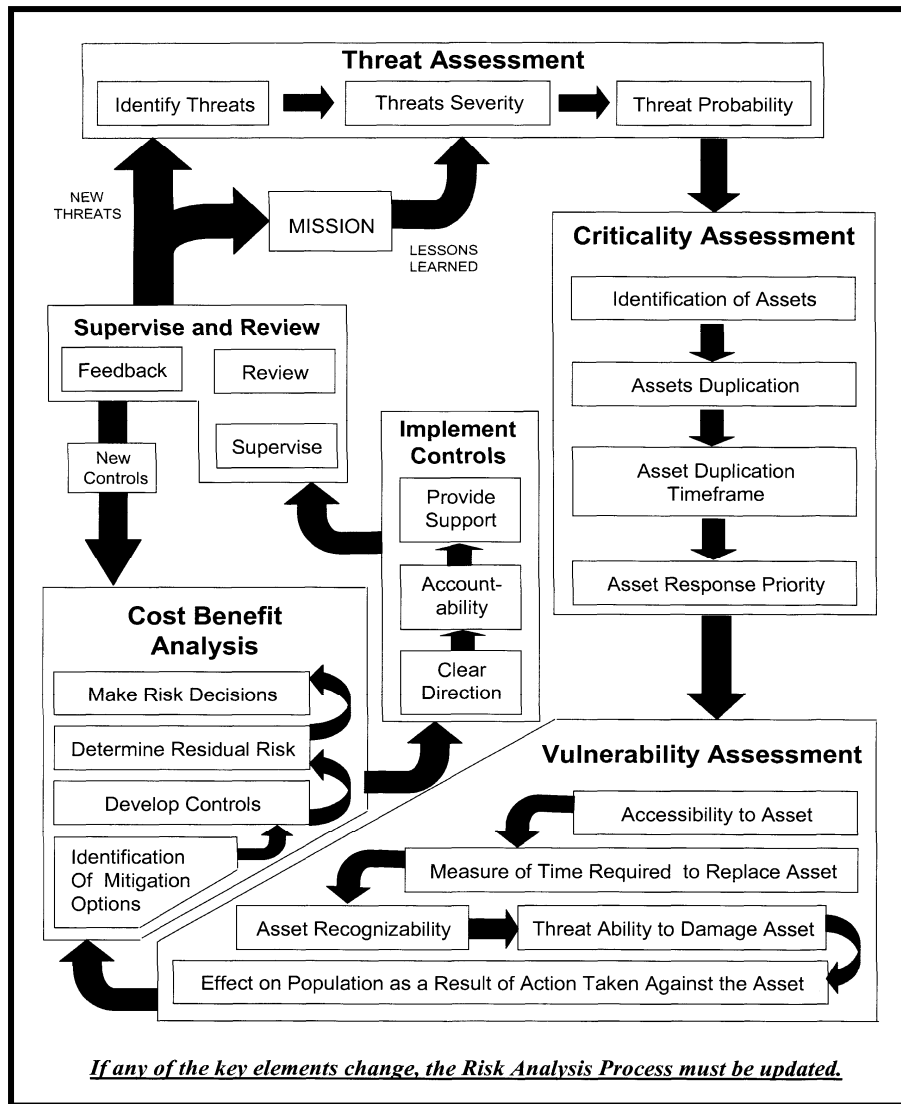 Threat Assessment
Identify Threats
Threats Severity
Threat Probability
NEW
THREATS
MISSION
LESSONS
LEARNED
Criticality Assessment
Identification of Assets
Assets Duplication
Asset Duplication
Timeframe
Asset Response Priority
Supervise and Review
Feedback
Review
Supervise
New
Controls
Implement
Controls
Provide
Support
Account-
ability
Clear
Direction
Cost Benefit
Analysis
Make Risk Decisions
Determine Residual Risk
Develop Controls
Identification
Of Mitigation
Options
Vulnerability Assessment
Accessibility to Asset
Measure of Time Required to Replace Asset
Asset Recognizability
Threat Ability to Damage Asset
Effect on Population as a Result of Action Taken Against the Asset
If any of the key elements change, the Risk Analysis Process must be updated.